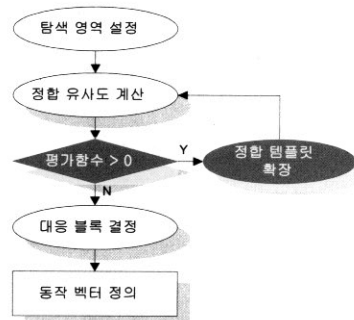 탐색 영역 설정
정합 유사도 계산
평가함수 > 0
Y
정합 템플릿
확장
N
대응 블록 결정
동작 벡터 정의